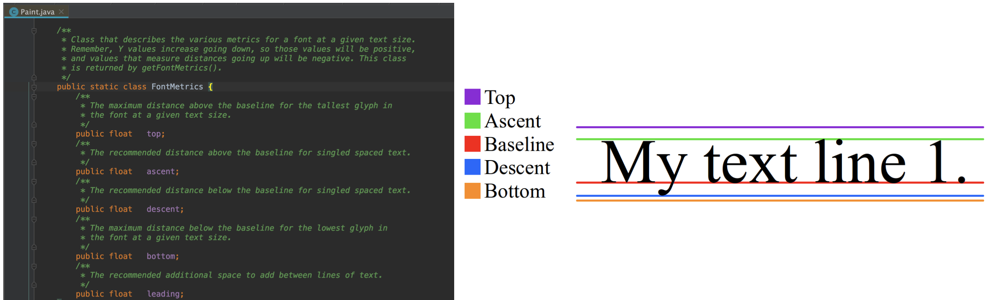 Paint.java
/**
* Class that describes the various metrics for a font at a given text size.
* Remember, Y values increase going down, so those values will be positive,
* and values that measure distances going up will be negative. This class
* is returned by getFontMetrics().
*/
public static class FontMetrics {
/**
* The maximum distance above the baseline for the tallest glyph in
* the font at a given text size.
*/
public float top;
/**
* The recommended distance above the baseline for singled spaced text.
*/
public float ascent;
/**
* The recommended distance below the baseline for singled spaced text.
*/
public float descent;
/**
* The maximum distance below the baseline for the lowest glyph in
* the font at a given text size.
*/
public float bottom;
/**
* The recommended additional space to add between lines of text.
*/
public float leading;
Top
Ascent
Baseline
Descent
Bottom
My text line 1.